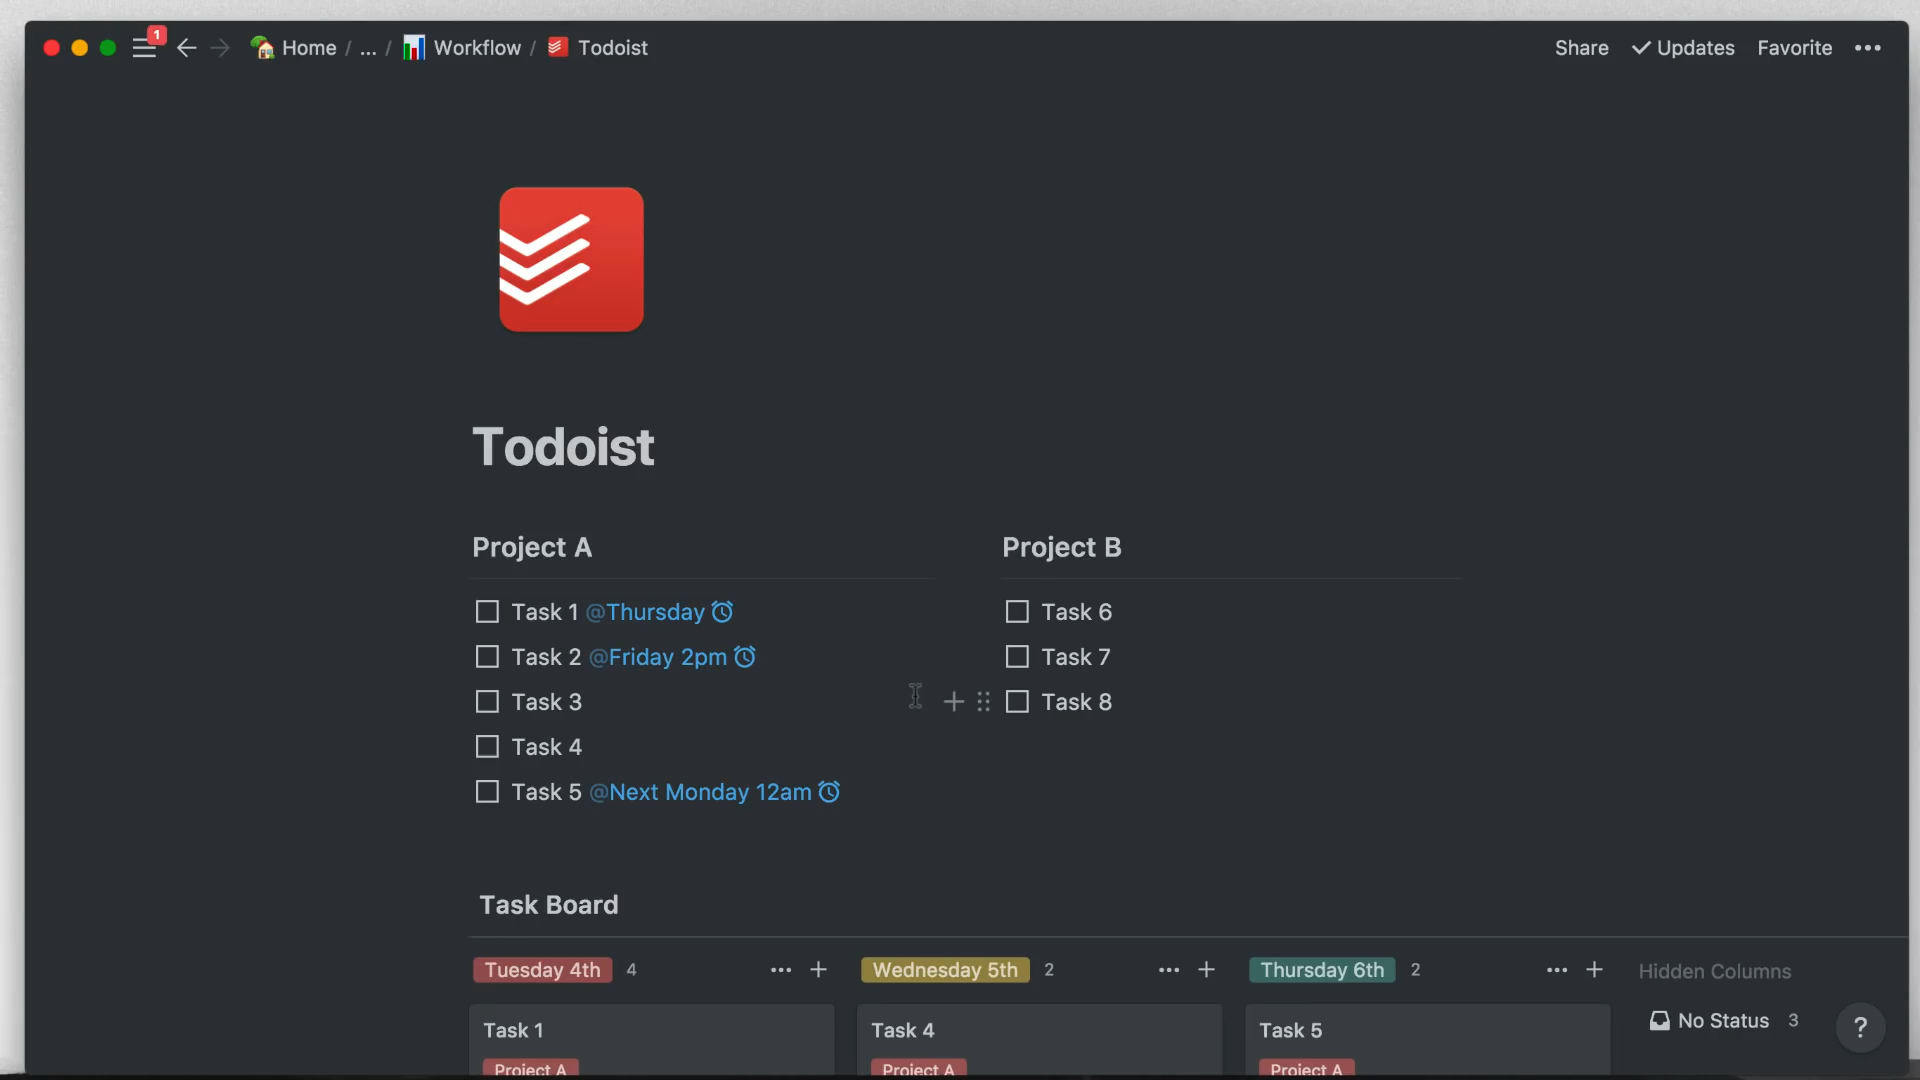 1
Home / ... / Workflow / Todoist
Share ✓ Updates Favorite •••
Todoist
Project A
Task 1 @Thursday
Task 2 @Friday 2pm
Task 3
Task 4
Task 5 @Next Monday 12am
Project B
Task 6
Task 7
Task 8
Task Board
Tuesday 4th 4 ••• +
Wednesday 5th 2 ••• +
Thursday 6th 2 ••• +
Hidden Columns
Task 1
Project A
Task 4
Project A
Task 5
Project A
No Status 3
?